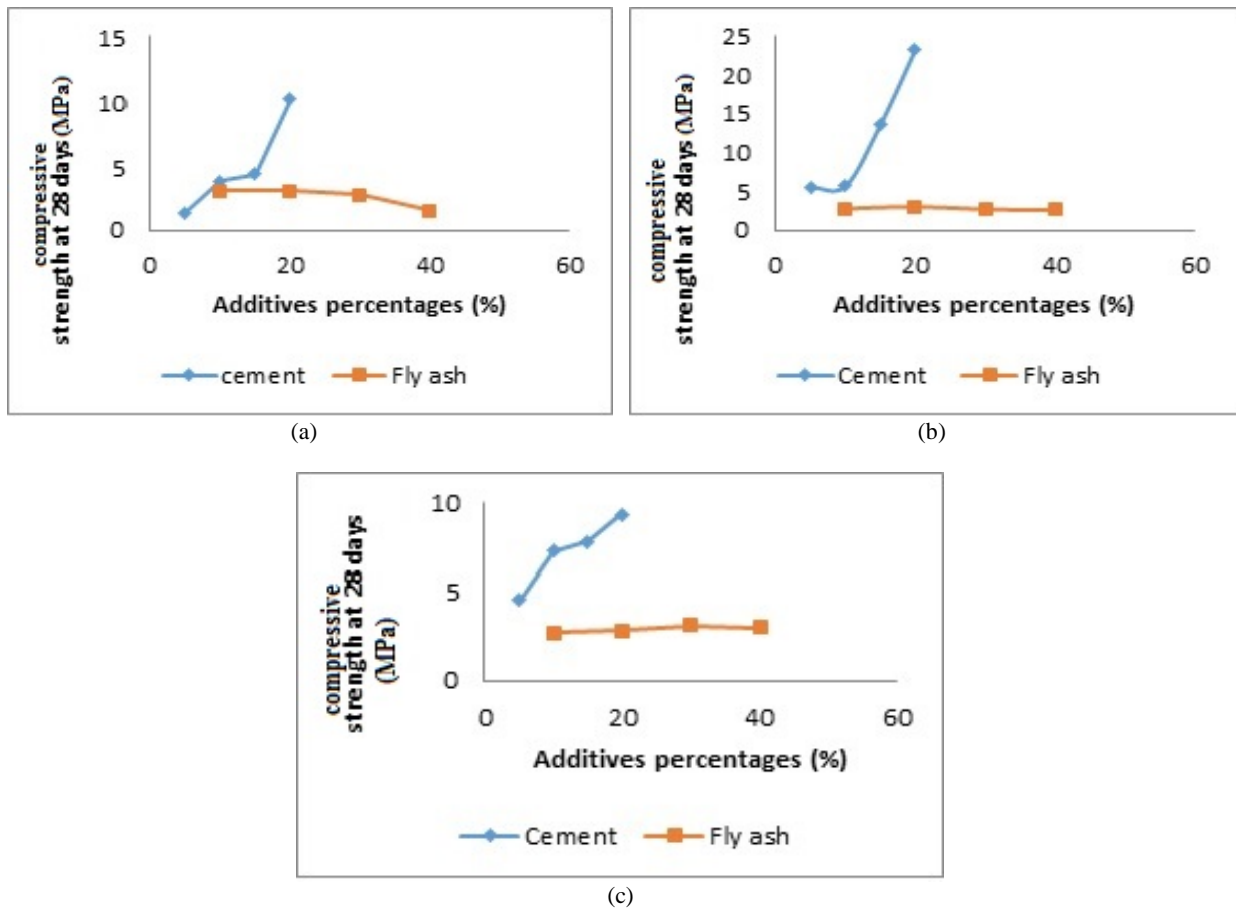 15
10
5
0
0 20 40 60
compressive
strength at 28 days (MPa)
Additives percentages (%)
cement Fly ash
(a)
25
20
15
10
5
0
0 20 40 60
compressive
strength at 28 days (MPa)
Additives percentages (%)
Cement Fly ash
(b)
10
5
0
0 20 40 60
compressive
strength at 28 days
(MPa)
Additives percentages (%)
Cement Fly ash
(c)